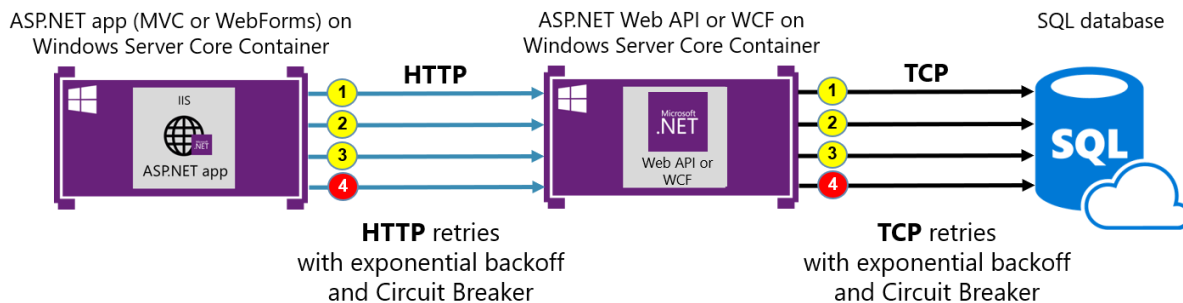 ASP.NET app (MVC or WebForms) on
Windows Server Core Container
ASP.NET Web API or WCF on
Windows Server Core Container
SQL database
HTTP
TCP
IIS
ASP.NET app
Microsoft
.NET
Web API or
WCF
1
2
3
4
1
2
3
4
SQL
HTTP retries
with exponential backoff
and Circuit Breaker
TCP retries
with exponential backoff
and Circuit Breaker